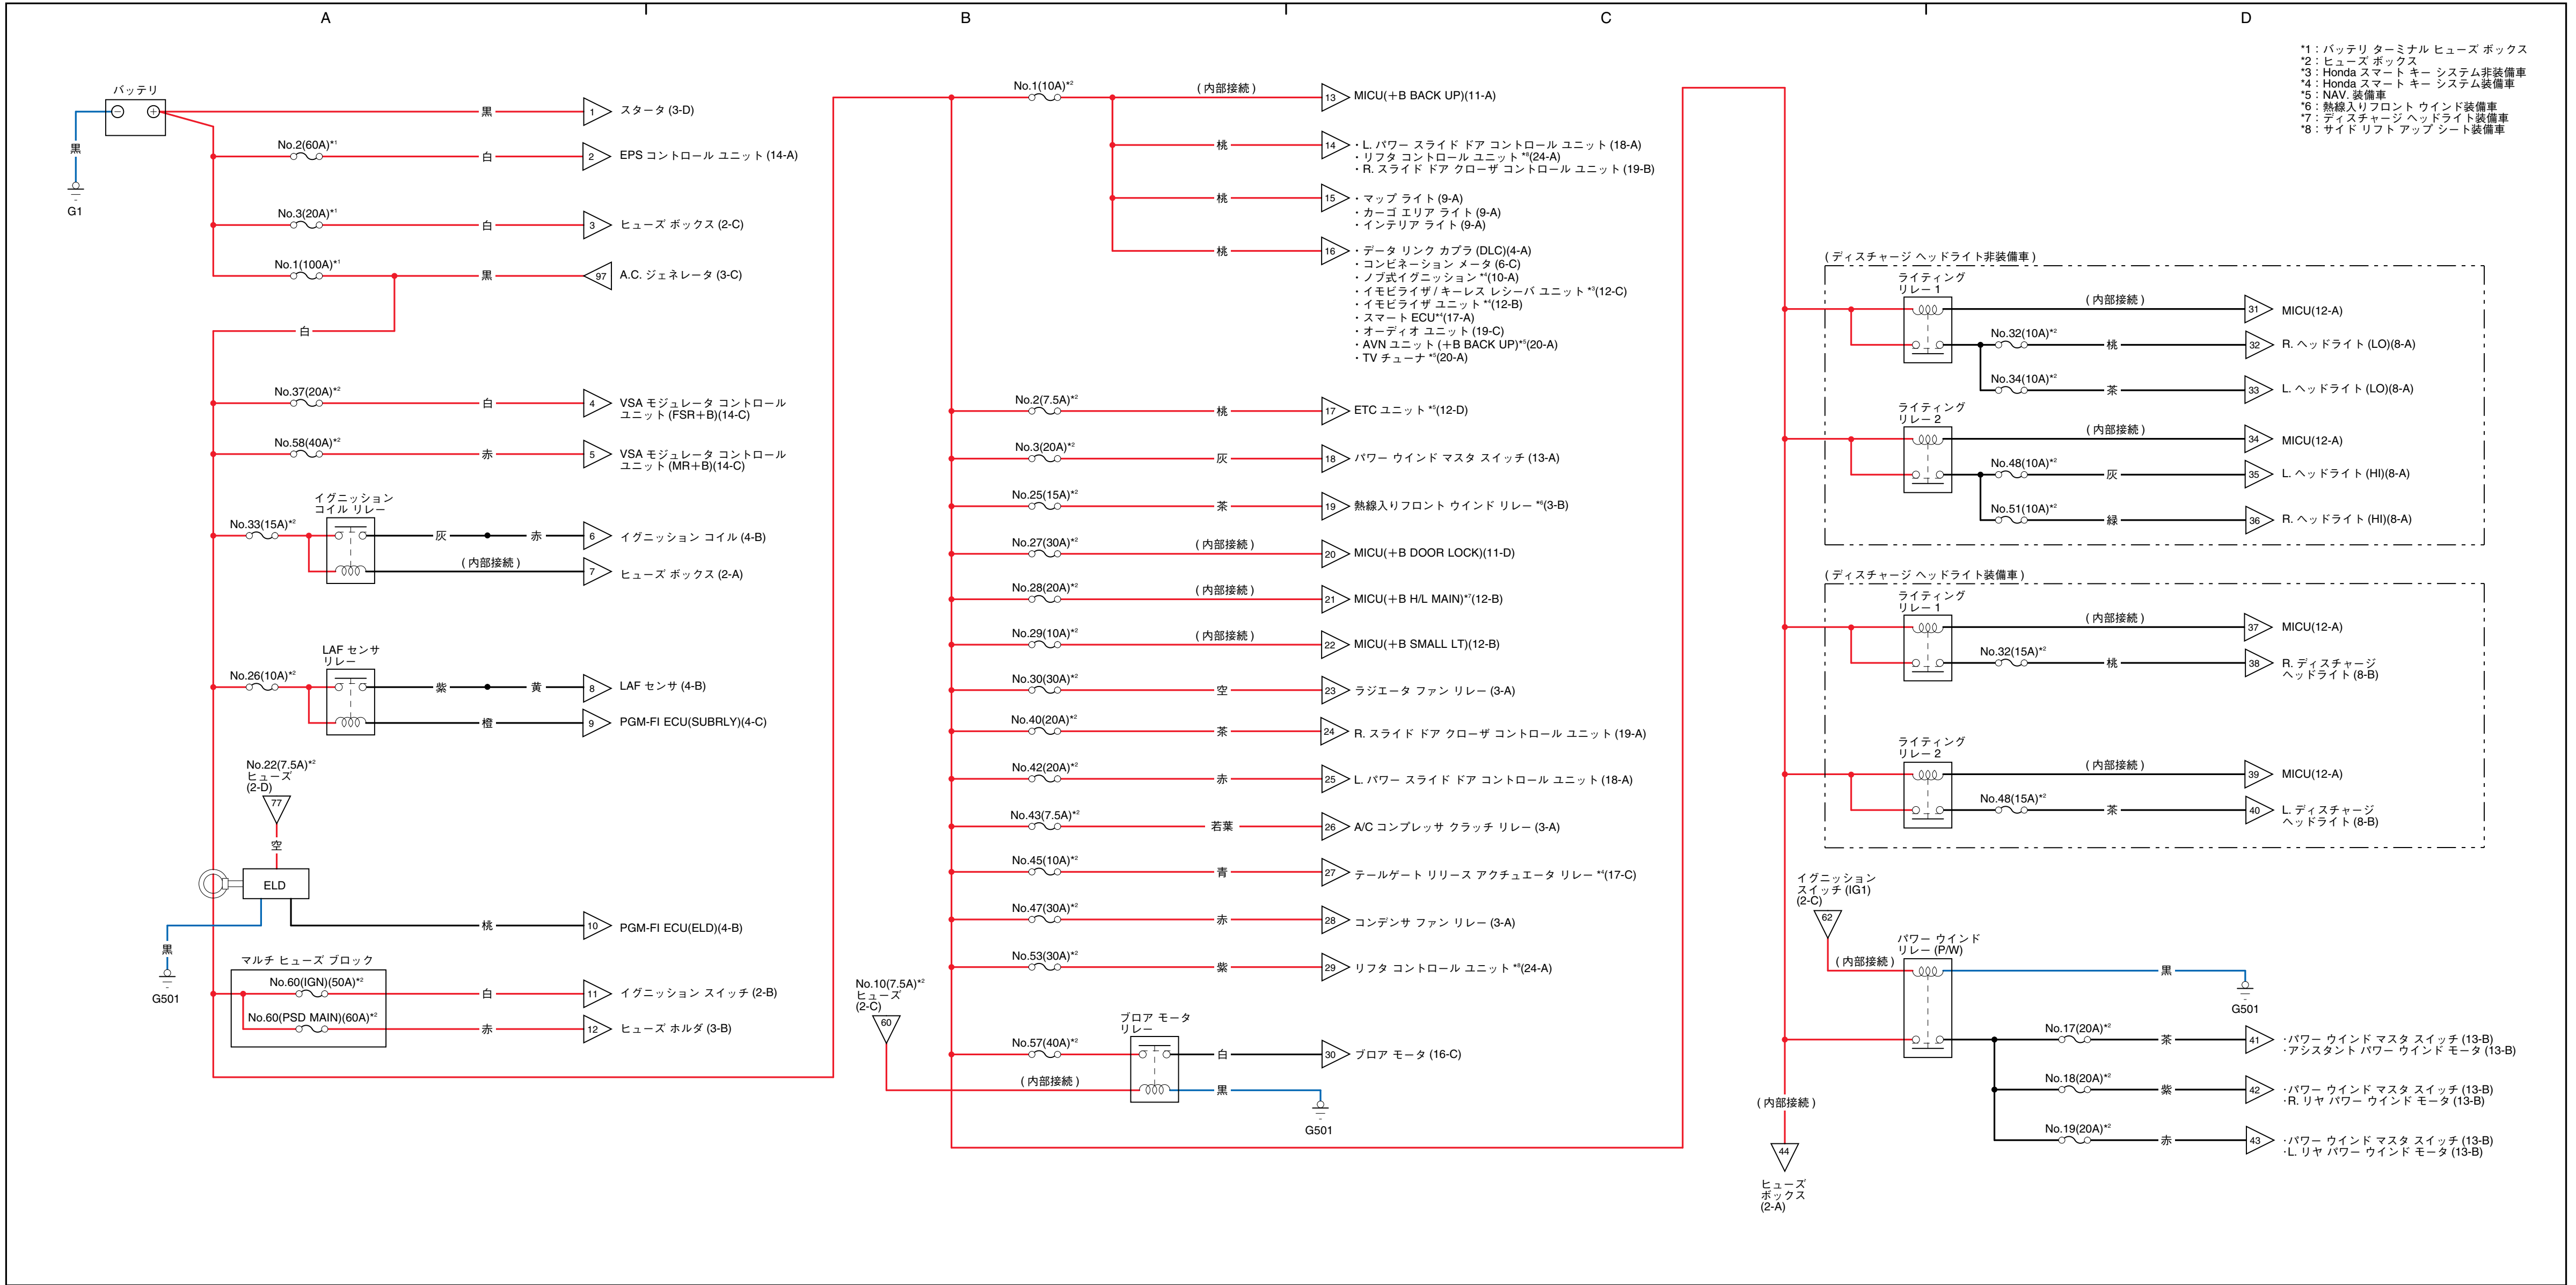 A
B
C
D
*1：バッテリ ターミナル ヒューズ ボックス
*2：ヒューズ ボックス
*3：Honda スマート キー システム非装備車
*4：Honda スマート キー システム装備車
*5：NAV. 装備車
*6：熱線入りフロント ウインド装備車
*7：ディスチャージ ヘッドライト装備車
*8：サイド リフト アップ シート装備車
バッテリ
黒
G1
黒
1
スタータ (3-D)
No.2(60A)*1
白
2
EPS コントロール ユニット (14-A)
No.3(20A)*1
白
3
ヒューズ ボックス (2-C)
No.1(100A)*1
黒
97
A.C. ジェネレータ (3-C)
白
No.37(20A)*2
白
4
VSA モジュレータ コントロール
ユニット (FSR＋B)(14-C)
No.58(40A)*2
赤
5
VSA モジュレータ コントロール
ユニット (MR＋B)(14-C)
イグニッション
コイル リレー
No.33(15A)*2
灰
赤
6
イグニッション コイル (4-B)
( 内部接続 )
7
ヒューズ ボックス (2-A)
LAF センサ
リレー
No.26(10A)*2
紫
黄
8
LAF センサ (4-B)
橙
9
PGM-FI ECU(SUBRLY)(4-C)
No.22(7.5A)*2
ヒューズ
(2-D)
77
空
ELD
桃
10
PGM-FI ECU(ELD)(4-B)
黒
G501
マルチ ヒューズ ブロック
No.60(IGN)(50A)*2
白
11
イグニッション スイッチ (2-B)
No.60(PSD MAIN)(60A)*2
赤
12
ヒューズ ホルダ (3-B)
No.1(10A)*2
( 内部接続 )
13
MICU(＋B BACK UP)(11-A)
桃
14
・L. パワー スライド ドア コントロール ユニット (18-A)
・リフタ コントロール ユニット *8(24-A)
・R. スライド ドア クローザ コントロール ユニット (19-B)
桃
15
・マップ ライト (9-A)
・カーゴ エリア ライト (9-A)
・インテリア ライト (9-A)
桃
16
・データ リンク カプラ (DLC)(4-A)
・コンビネーション メータ (6-C)
・ノブ式イグニッション *4(10-A)
・イモビライザ / キーレス レシーバ ユニット *3(12-C)
・イモビライザ ユニット *4(12-B)
・スマート ECU*4(17-A)
・オーディオ ユニット (19-C)
・AVN ユニット (＋B BACK UP)*5(20-A)
・TV チューナ *5(20-A)
No.2(7.5A)*2
桃
17
ETC ユニット *5(12-D)
No.3(20A)*2
灰
18
パワー ウインド マスタ スイッチ (13-A)
No.25(15A)*2
茶
19
熱線入りフロント ウインド リレー *6(3-B)
No.27(30A)*2
( 内部接続 )
20
MICU(＋B DOOR LOCK)(11-D)
No.28(20A)*2
( 内部接続 )
21
MICU(＋B H/L MAIN)*7(12-B)
No.29(10A)*2
( 内部接続 )
22
MICU(＋B SMALL LT)(12-B)
No.30(30A)*2
空
23
ラジエータ ファン リレー (3-A)
No.40(20A)*2
茶
24
R. スライド ドア クローザ コントロール ユニット (19-A)
No.42(20A)*2
赤
25
L. パワー スライド ドア コントロール ユニット (18-A)
No.43(7.5A)*2
若葉
26
A/C コンプレッサ クラッチ リレー (3-A)
No.45(10A)*2
青
27
テールゲート リリース アクチュエータ リレー *4(17-C)
No.47(30A)*2
赤
28
コンデンサ ファン リレー (3-A)
No.53(30A)*2
紫
29
リフタ コントロール ユニット *8(24-A)
No.10(7.5A)*2
ヒューズ
(2-C)
60
ブロア モータ
リレー
No.57(40A)*2
白
30
ブロア モータ (16-C)
( 内部接続 )
黒
G501
( ディスチャージ ヘッドライト非装備車 )
ライティング
リレー 1
( 内部接続 )
31
MICU(12-A)
No.32(10A)*2
桃
32
R. ヘッドライト (LO)(8-A)
No.34(10A)*2
茶
33
L. ヘッドライト (LO)(8-A)
ライティング
リレー 2
( 内部接続 )
34
MICU(12-A)
No.48(10A)*2
灰
35
L. ヘッドライト (HI)(8-A)
No.51(10A)*2
緑
36
R. ヘッドライト (HI)(8-A)
( ディスチャージ ヘッドライト装備車 )
ライティング
リレー 1
( 内部接続 )
37
MICU(12-A)
No.32(15A)*2
桃
38
R. ディスチャージ
ヘッドライト (8-B)
ライティング
リレー 2
( 内部接続 )
39
MICU(12-A)
No.48(15A)*2
茶
40
L. ディスチャージ
ヘッドライト (8-B)
イグニッション
スイッチ (IG1)
(2-C)
62
パワー ウインド
リレー (P/W)
( 内部接続 )
黒
G501
No.17(20A)*2
茶
41
・パワー ウインド マスタ スイッチ (13-B)
・アシスタント パワー ウインド モータ (13-B)
No.18(20A)*2
紫
42
・パワー ウインド マスタ スイッチ (13-B)
・R. リヤ パワー ウインド モータ (13-B)
No.19(20A)*2
赤
43
・パワー ウインド マスタ スイッチ (13-B)
・L. リヤ パワー ウインド モータ (13-B)
( 内部接続 )
44
ヒューズ
ボックス
(2-A)